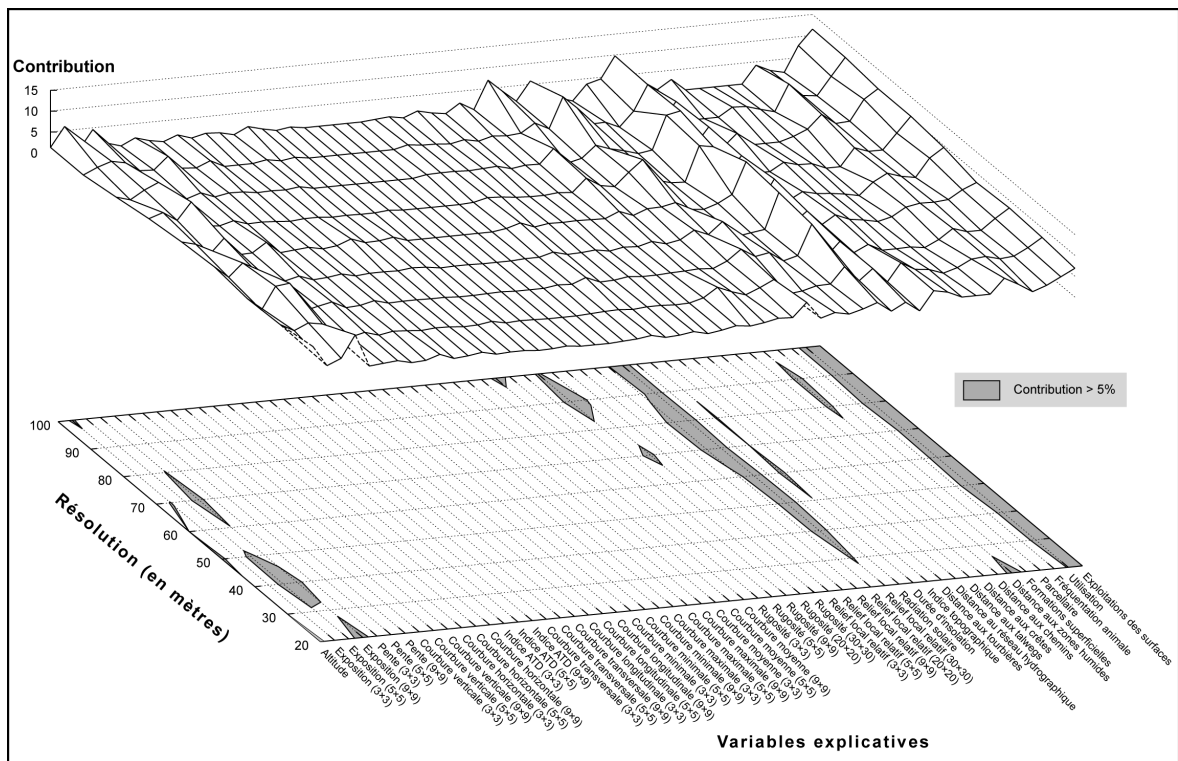 Contribution
15
10
5
0
Contribution > 5%
100
90
80
70
60
50
40
30
20
Résolution (en mètres)
Altitude
Exposition (3×3)
Exposition (5×5)
Exposition (9×9)
Pente (3×3)
Pente (5×5)
Pente (9×9)
Courbure verticale (3×3)
Courbure verticale (5×5)
Courbure verticale (9×9)
Courbure horizontale (3×3)
Courbure horizontale (5×5)
Courbure horizontale (9×9)
Indice ATD (3×3)
Indice ATD (5×5)
Indice ATD (9×9)
Courbure transversale (3×3)
Courbure transversale (5×5)
Courbure transversale (9×9)
Courbure longitudinale (3×3)
Courbure longitudinale (5×5)
Courbure longitudinale (9×9)
Courbure minimale (3×3)
Courbure minimale (5×5)
Courbure minimale (9×9)
Courbure maximale (3×3)
Courbure maximale (5×5)
Courbure maximale (9×9)
Courbure moyenne (3×3)
Courbure moyenne (5×5)
Courbure moyenne (9×9)
Rugosité (3×3)
Rugosité (5×5)
Rugosité (9×9)
Rugosité (20×20)
Rugosité (30×30)
Relief local relatif (3×3)
Relief local relatif (5×5)
Relief local relatif (9×9)
Relief local relatif (20×20)
Relief local relatif (30×30)
Radiation solaire
Durée d'insolation
Indice topographique
Distance aux bourbières
Distance au réseau hydrographique
Distance aux talwegs
Distance aux crêtes
Distance aux chemins
Distance aux zones humides
Formations superficielles
Parcellaire
Fréquentation animale
Utilisation
Exploitations des surfaces
Variables explicatives